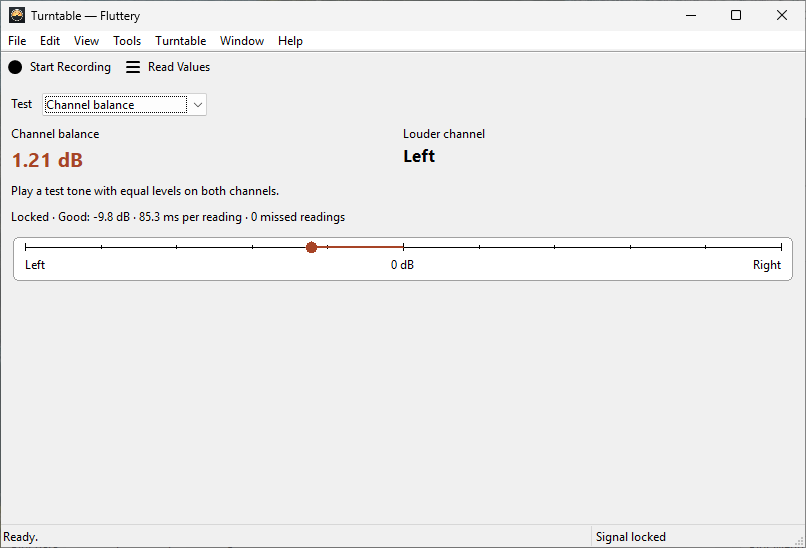 Turntable — Fluttery
File Edit View Tools Turntable Window Help
Start Recording Read Values
Test Channel balance
Channel balance Louder channel
1.21 dB Left
Play a test tone with equal levels on both channels.
Locked · Good: -9.8 dB · 85.3 ms per reading · 0 missed readings
Left 0 dB Right
Ready. Signal locked